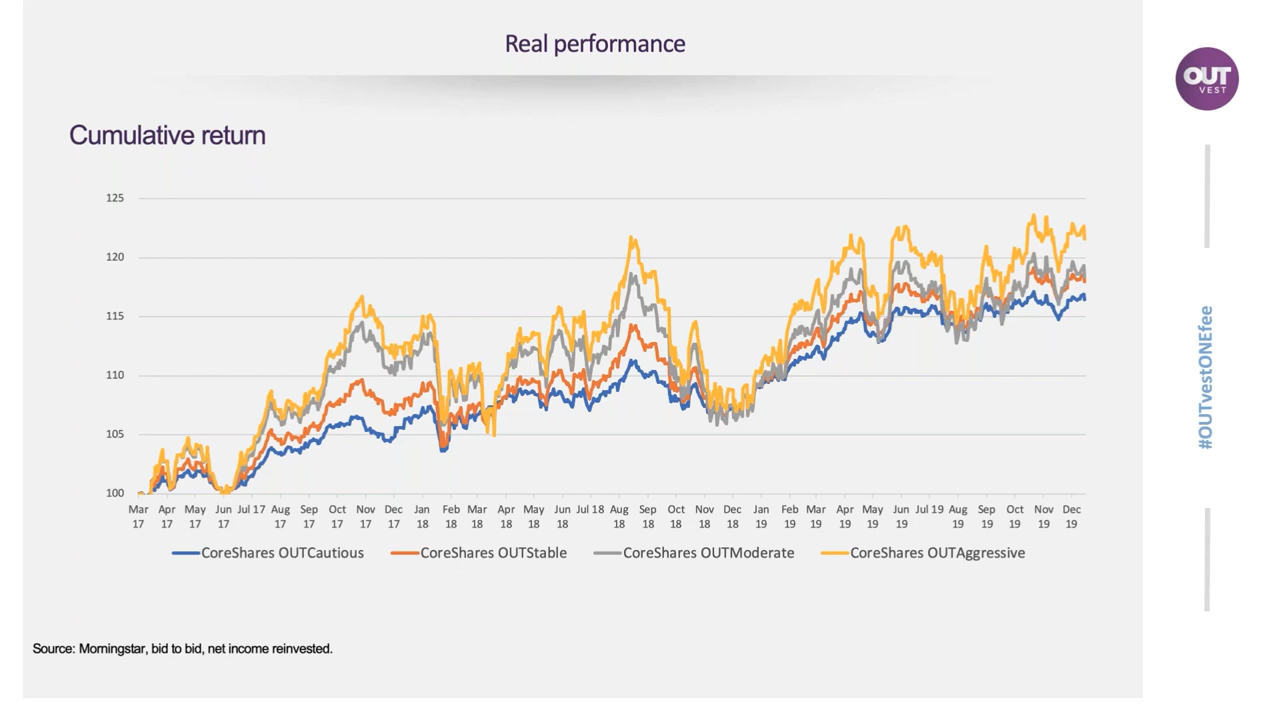 Real performance
OUT
VEST
Cumulative return
125
120
115
110
105
100
Mar 17 Apr 17 May 17 Jun 17 Jul 17 Aug 17 Sep 17 Oct 17 Nov 17 Dec 17 Jan 18 Feb 18 Mar 18 Apr 18 May 18 Jun 18 Jul 18 Aug 18 Sep 18 Oct 18 Nov 18 Dec 18 Jan 19 Feb 19 Mar 19 Apr 19 May 19 Jun 19 Jul 19 Aug 19 Sep 19 Oct 19 Nov 19 Dec 19
CoreShares OUTCautious CoreShares OUTStable CoreShares OUTModerate CoreShares OUTAggressive
Source: Morningstar, bid to bid, net income reinvested.
#OUTvestONEfee